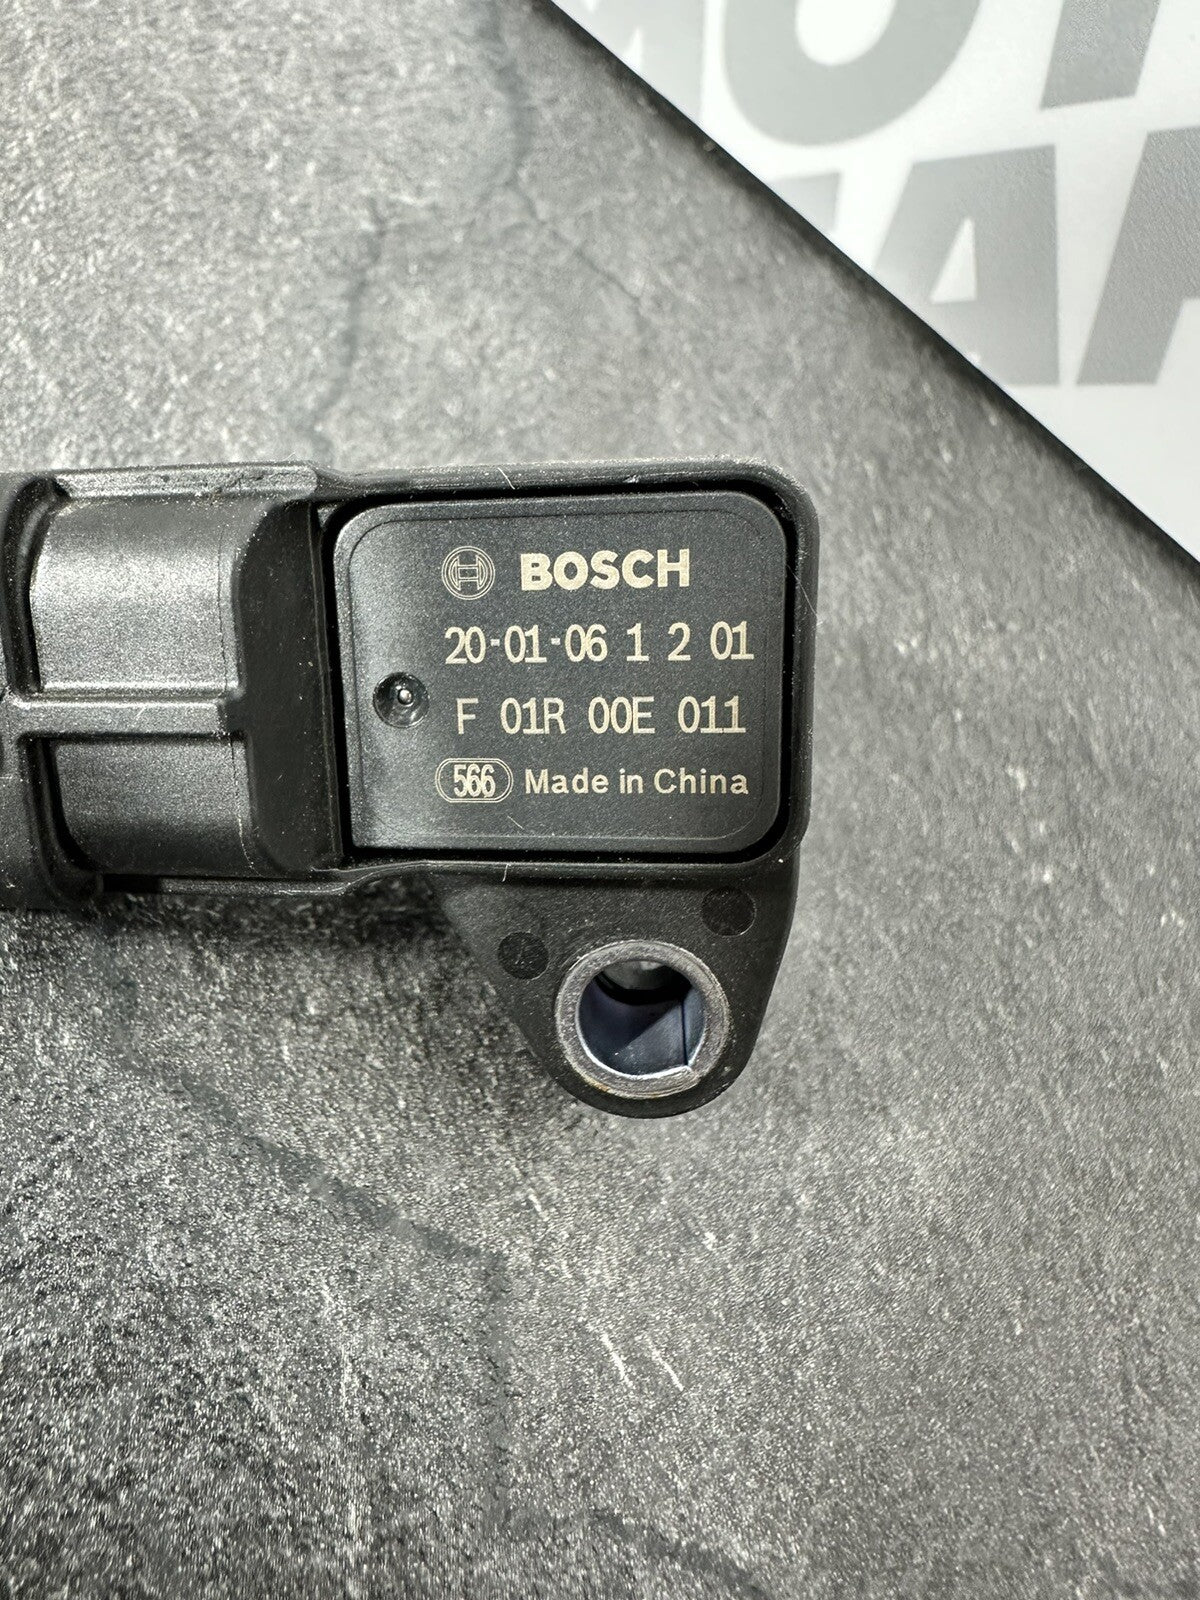 BOSCH
20-01-06 1 2 01
F 01R 00E 011
566 Made in China